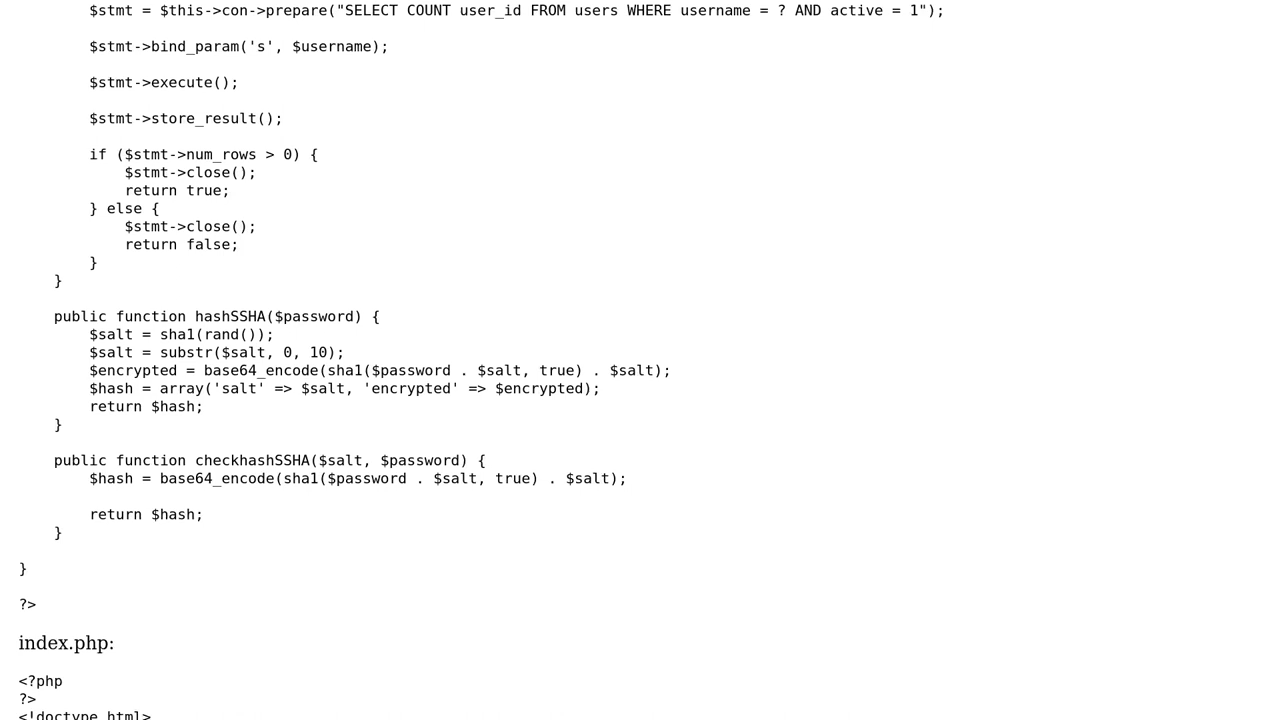 $stmt = $this->con->prepare("SELECT COUNT user_id FROM users WHERE username = ? AND active = 1");
$stmt->bind_param('s', $username);
$stmt->execute();
$stmt->store_result();
if ($stmt->num_rows > 0) {
$stmt->close();
return true;
} else {
$stmt->close();
return false;
}
}
public function hashSSHA($password) {
$salt = sha1(rand());
$salt = substr($salt, 0, 10);
$encrypted = base64_encode(sha1($password . $salt, true) . $salt);
$hash = array('salt' => $salt, 'encrypted' => $encrypted);
return $hash;
}
public function checkhashSSHA($salt, $password) {
$hash = base64_encode(sha1($password . $salt, true) . $salt);
return $hash;
}
}
?>
index.php:
<?php
?>
<!doctype html>